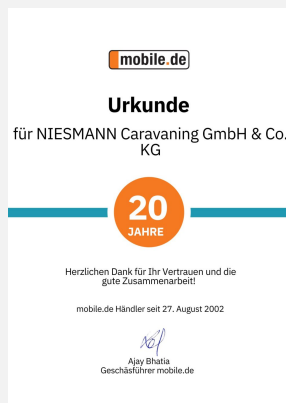 mobile.de
Urkunde
für NIESMANN Caravaning GmbH & Co.
KG
20
JAHRE
Herzlichen Dank für Ihr Vertrauen und die
gute Zusammenarbeit!
mobile.de Händler seit 27. August 2002
Ajay Bhatia
Geschäsführer mobile.de